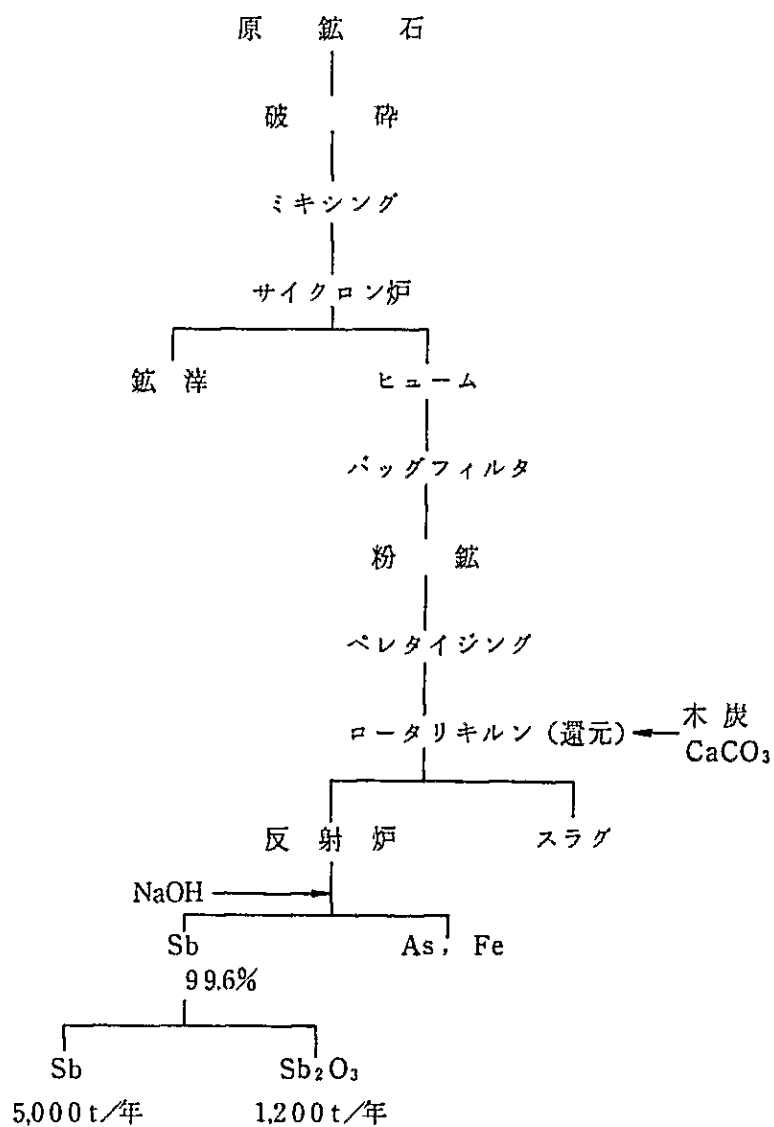 原鉱石
破砕
ミキシング
サイクロン炉
鉱滓 ヒューム
バッグフィルタ
粉鉱
ペレタイジング
ロータリキルン(還元) 木炭
CaCO₃
反射炉 スラグ
NaOH
Sb As, Fe
99.6%
Sb Sb₂O₃
5,000t/年 1,200t/年